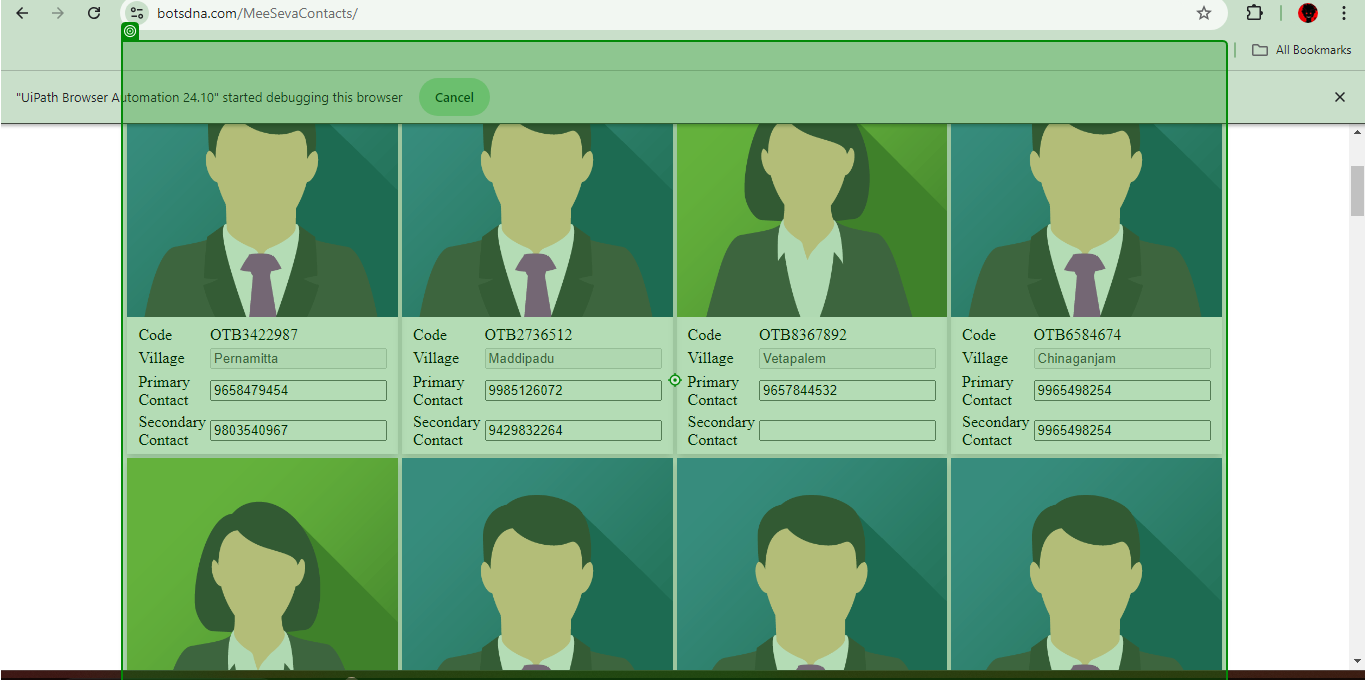 botsdna.com/MeeSevaContacts/
All Bookmarks
"UiPath Browser Automation 24.10" started debugging this browser Cancel
Code OTB3422987
Village Pernamitta
Primary Contact 9658479454
Secondary Contact 9803540967
Code OTB2736512
Village Maddipadu
Primary Contact 9985126072
Secondary Contact 9429832264
Code OTB8367892
Village Vetapalem
Primary Contact 9657844532
Secondary Contact
Code OTB6584674
Village Chinaganjam
Primary Contact 9965498254
Secondary Contact 9965498254